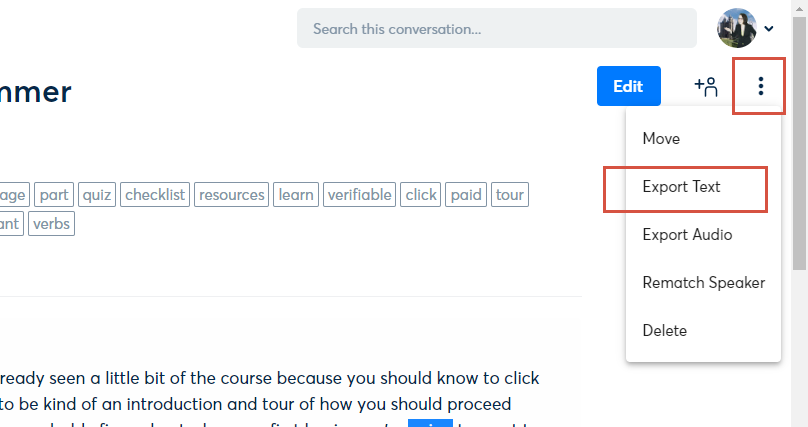 Search this conversation...
mmer
Edit
Move
age part quiz checklist resources learn verifiable click paid tour
Export Text
ant verbs
Export Audio
Rematch Speaker
Delete
ready seen a little bit of the course because you should know to click
to be kind of an introduction and tour of how you should proceed